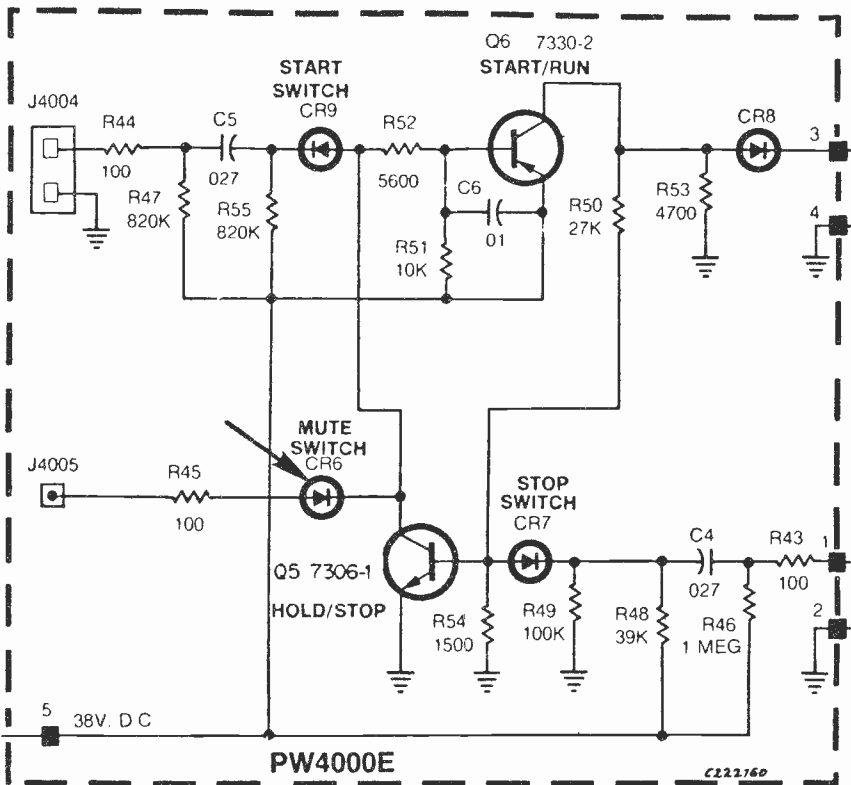 Q6 7330-2
START/RUN
START
SWITCH
CR9
J4004
R44
100
C5
027
R52
5600
CR8
3
R47
820K
R55
820K
C6
01
R51
10K
R50
27K
R53
4700
4
MUTE
SWITCH
CR6
J4005
R45
100
STOP
SWITCH
CR7
C4
027
R43
100
1
Q5 7306-1
HOLD/STOP
R54
1500
R49
100K
R48
39K
R46
1 MEG
2
5
38V. D C
PW4000E
C222160